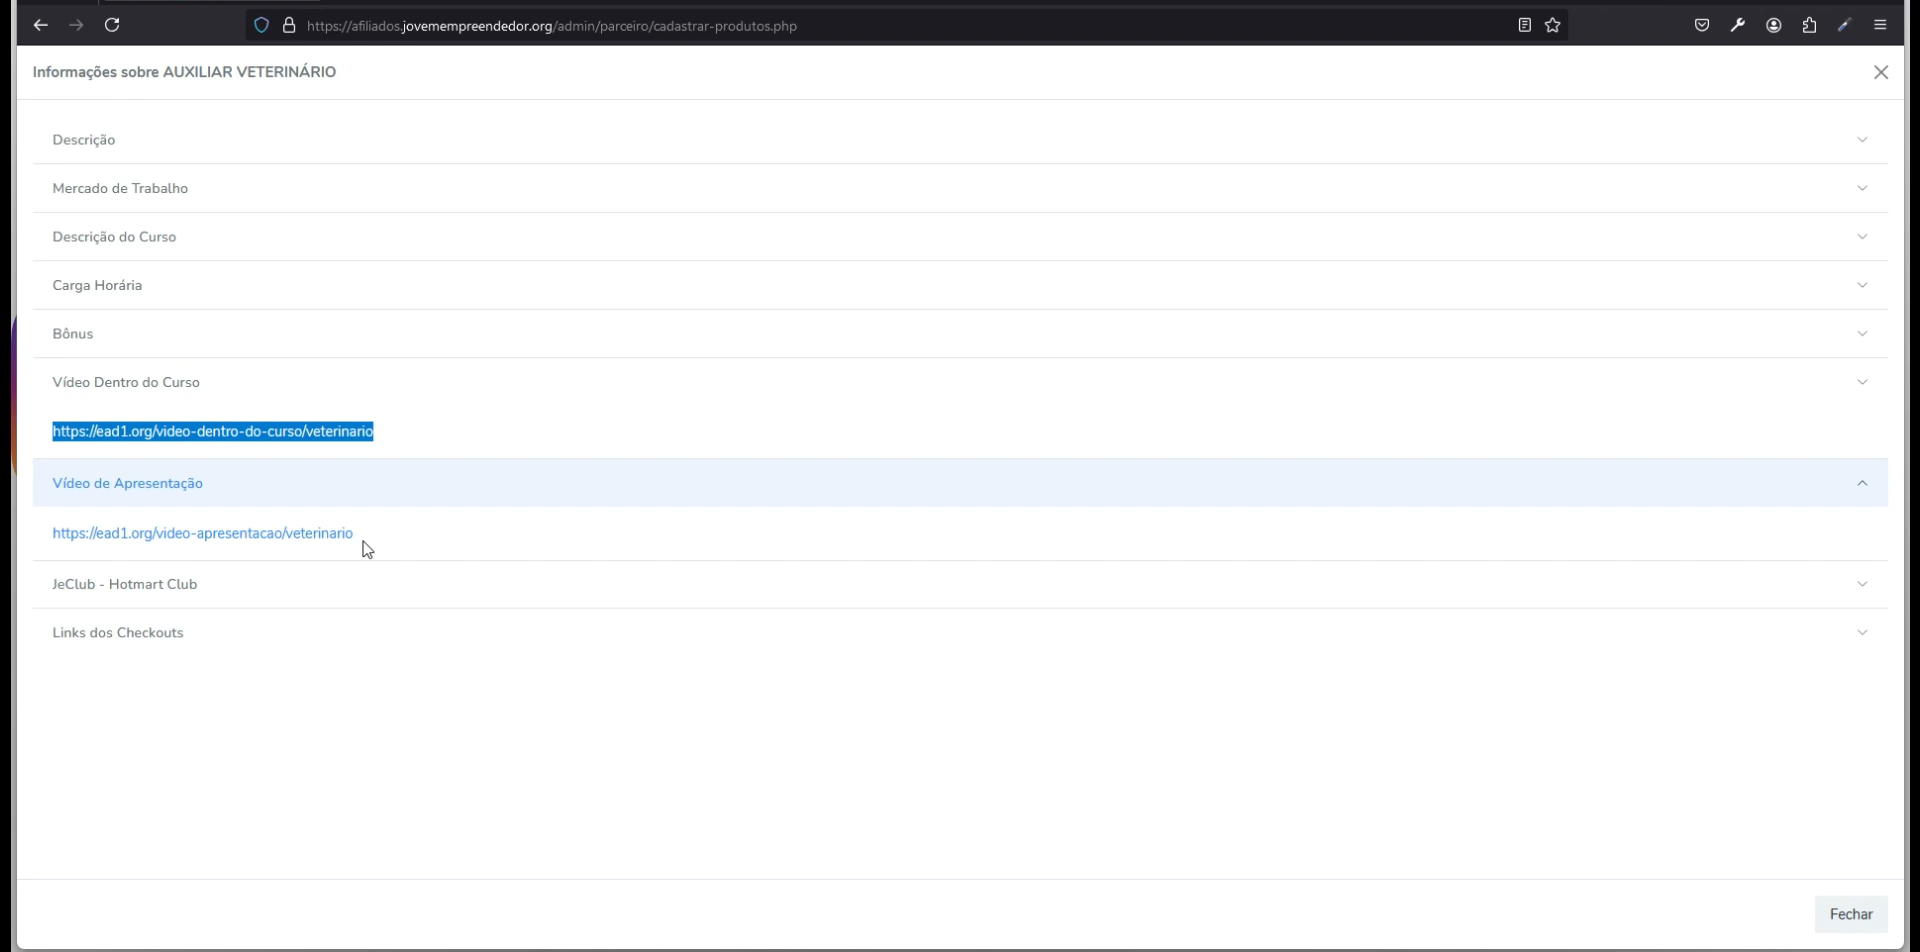 https://afiliados.jovemempreendedor.org/admin/parceiro/cadastrar-produtos.php
Informações sobre AUXILIAR VETERINÁRIO
Descrição
Mercado de Trabalho
Descrição do Curso
Carga Horária
Bônus
Vídeo Dentro do Curso
https://ead1.org/video-dentro-do-curso/veterinario
Vídeo de Apresentação
https://ead1.org/video-apresentacao/veterinario
JeClub - Hotmart Club
Links dos Checkouts
Fechar